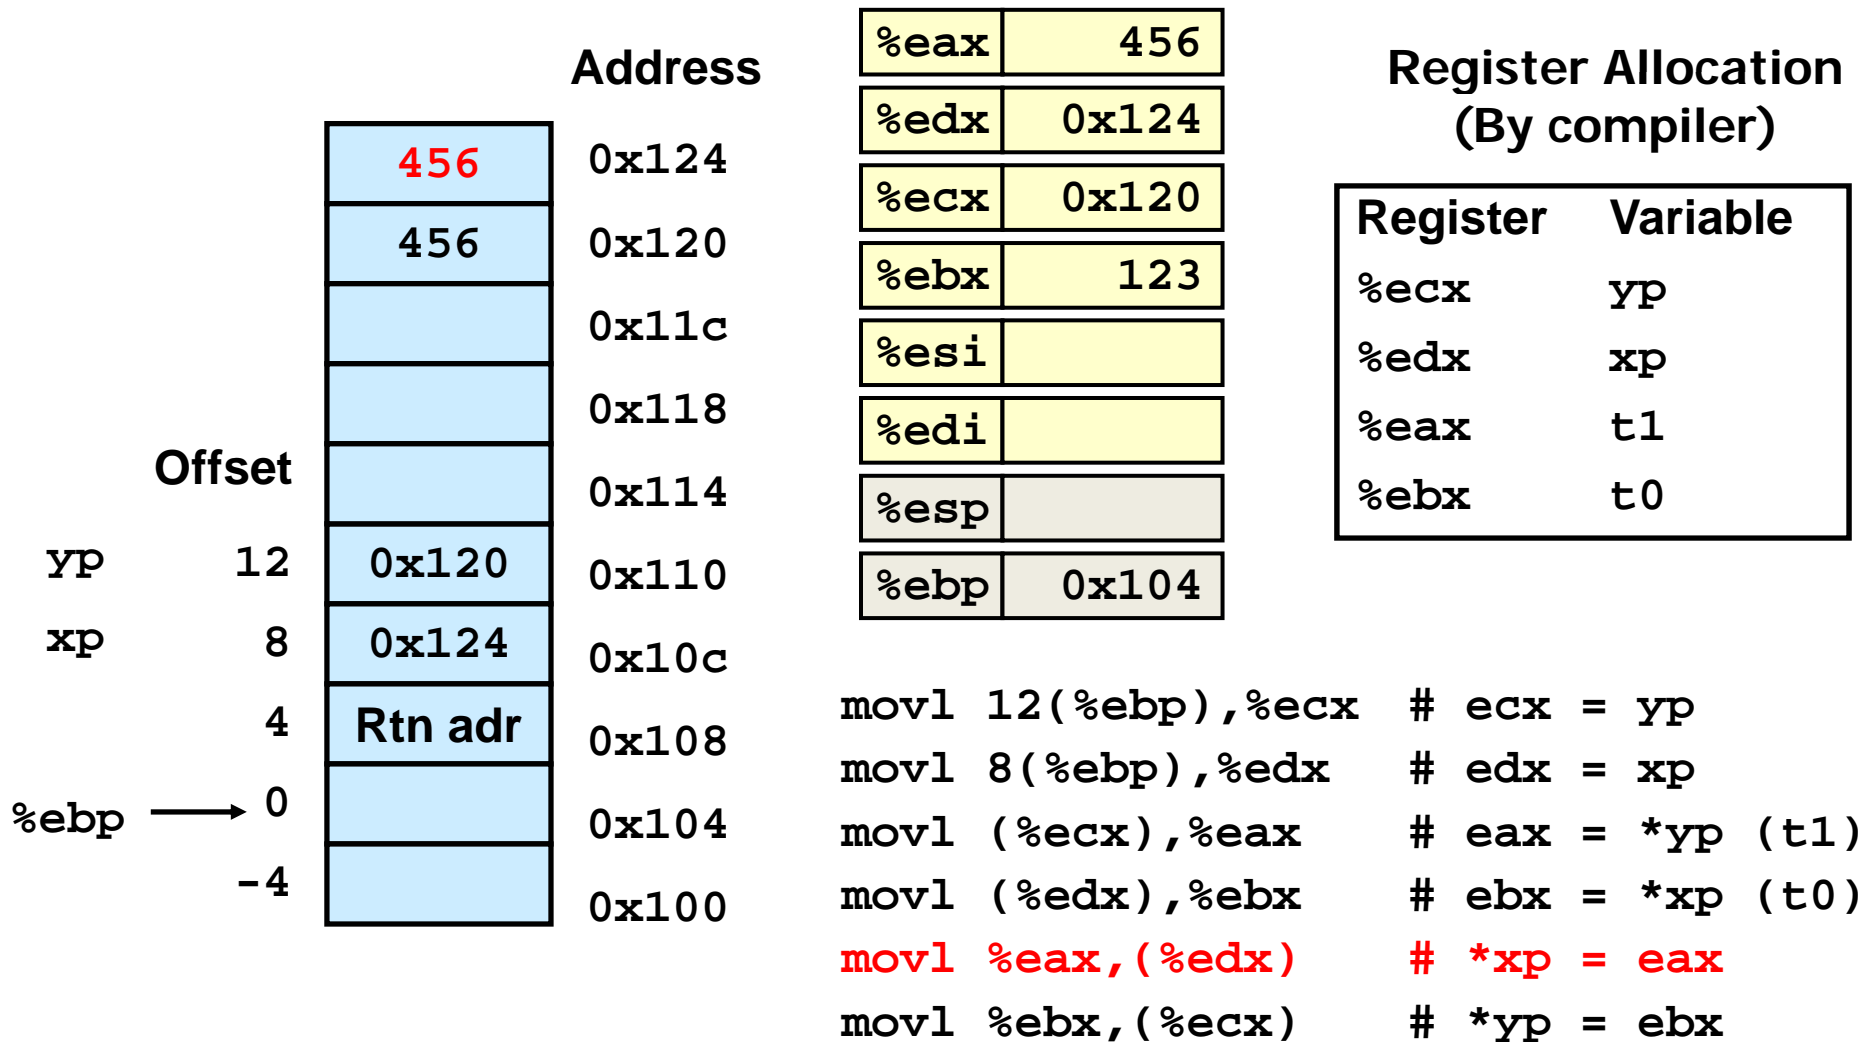 Address
456 0x124
456 0x120
0x11c
0x118
Offset 0x114
yp 12 0x120 0x110
xp 8 0x124 0x10c
4 Rtn adr 0x108
%ebp 0 0x104
-4 0x100
%eax 456
%edx 0x124
%ecx 0x120
%ebx 123
%esi
%edi
%esp
%ebp 0x104
Register Allocation
(By compiler)
Register Variable
%ecx yp
%edx xp
%eax t1
%ebx t0
movl 12(%ebp),%ecx # ecx = yp
movl 8(%ebp),%edx # edx = xp
movl (%ecx),%eax # eax = *yp (t1)
movl (%edx),%ebx # ebx = *xp (t0)
movl %eax,(%edx) # *xp = eax
movl %ebx,(%ecx) # *yp = ebx